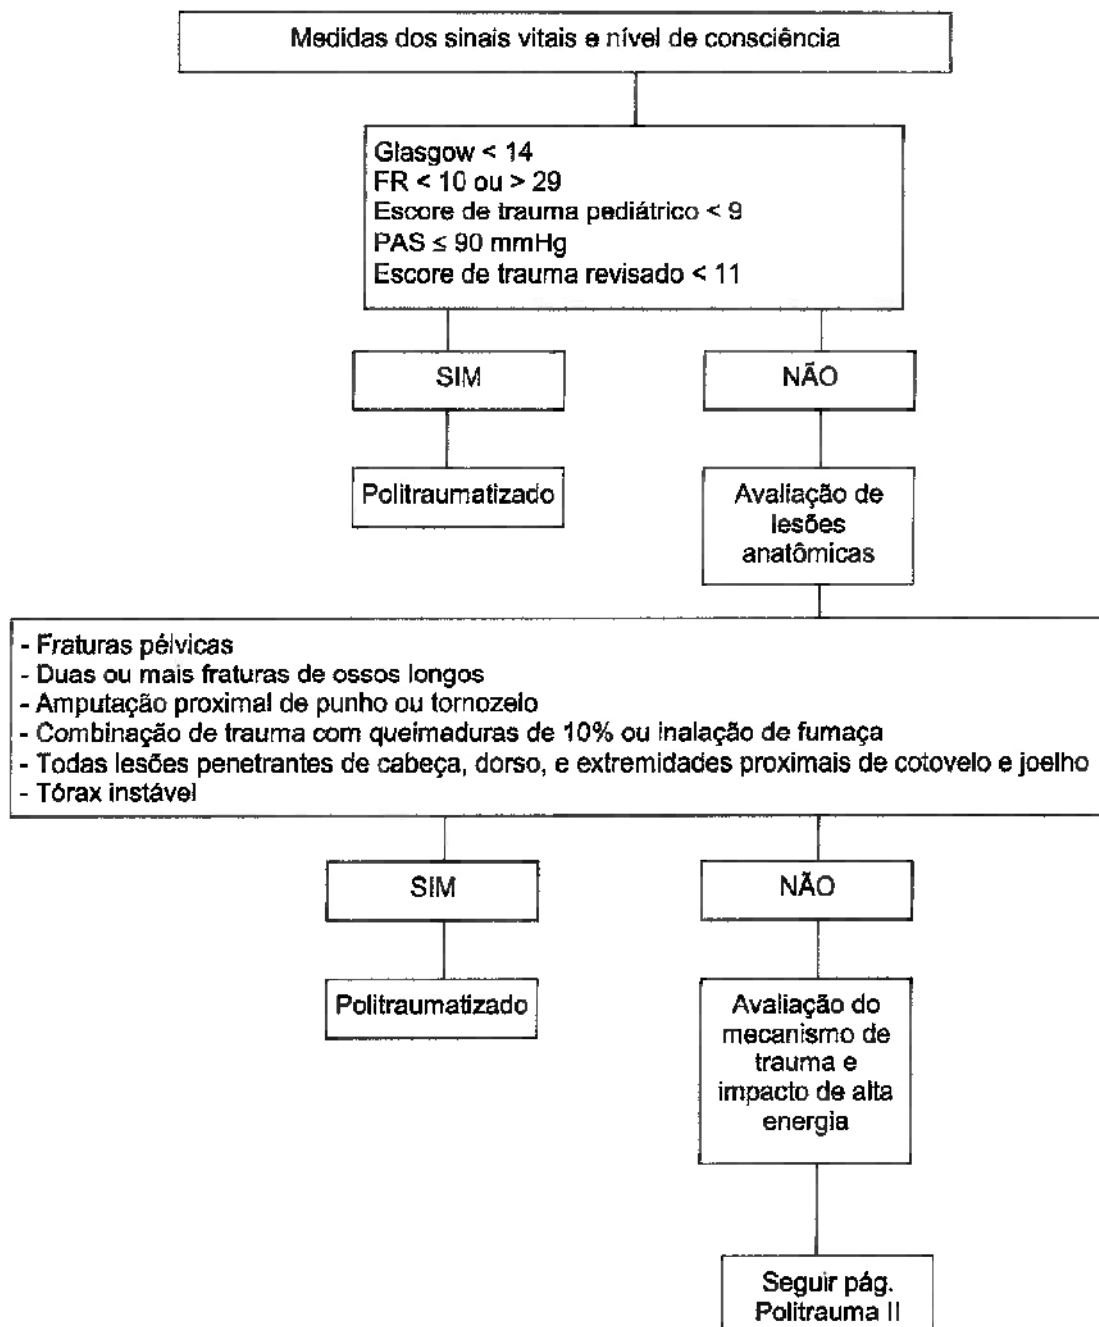 Medidas dos sinais vitais e nível de consciência
Glasgow < 14
FR < 10 ou > 29
Escore de trauma pediátrico < 9
PAS ≤ 90 mmHg
Escore de trauma revisado < 11
SIM
NÃO
Politraumatizado
Avaliação de
lesões
anatômicas
- Fraturas pélvicas
- Duas ou mais fraturas de ossos longos
- Amputação proximal de punho ou tornozelo
- Combinação de trauma com queimaduras de 10% ou inalação de fumaça
- Todas lesões penetrantes de cabeça, dorso, e extremidades proximais de cotovelo e joelho
- Tórax instável
SIM
NÃO
Politraumatizado
Avaliação do
mecanismo de
trauma e
impacto de alta
energia
Seguir pág.
Politrauma II